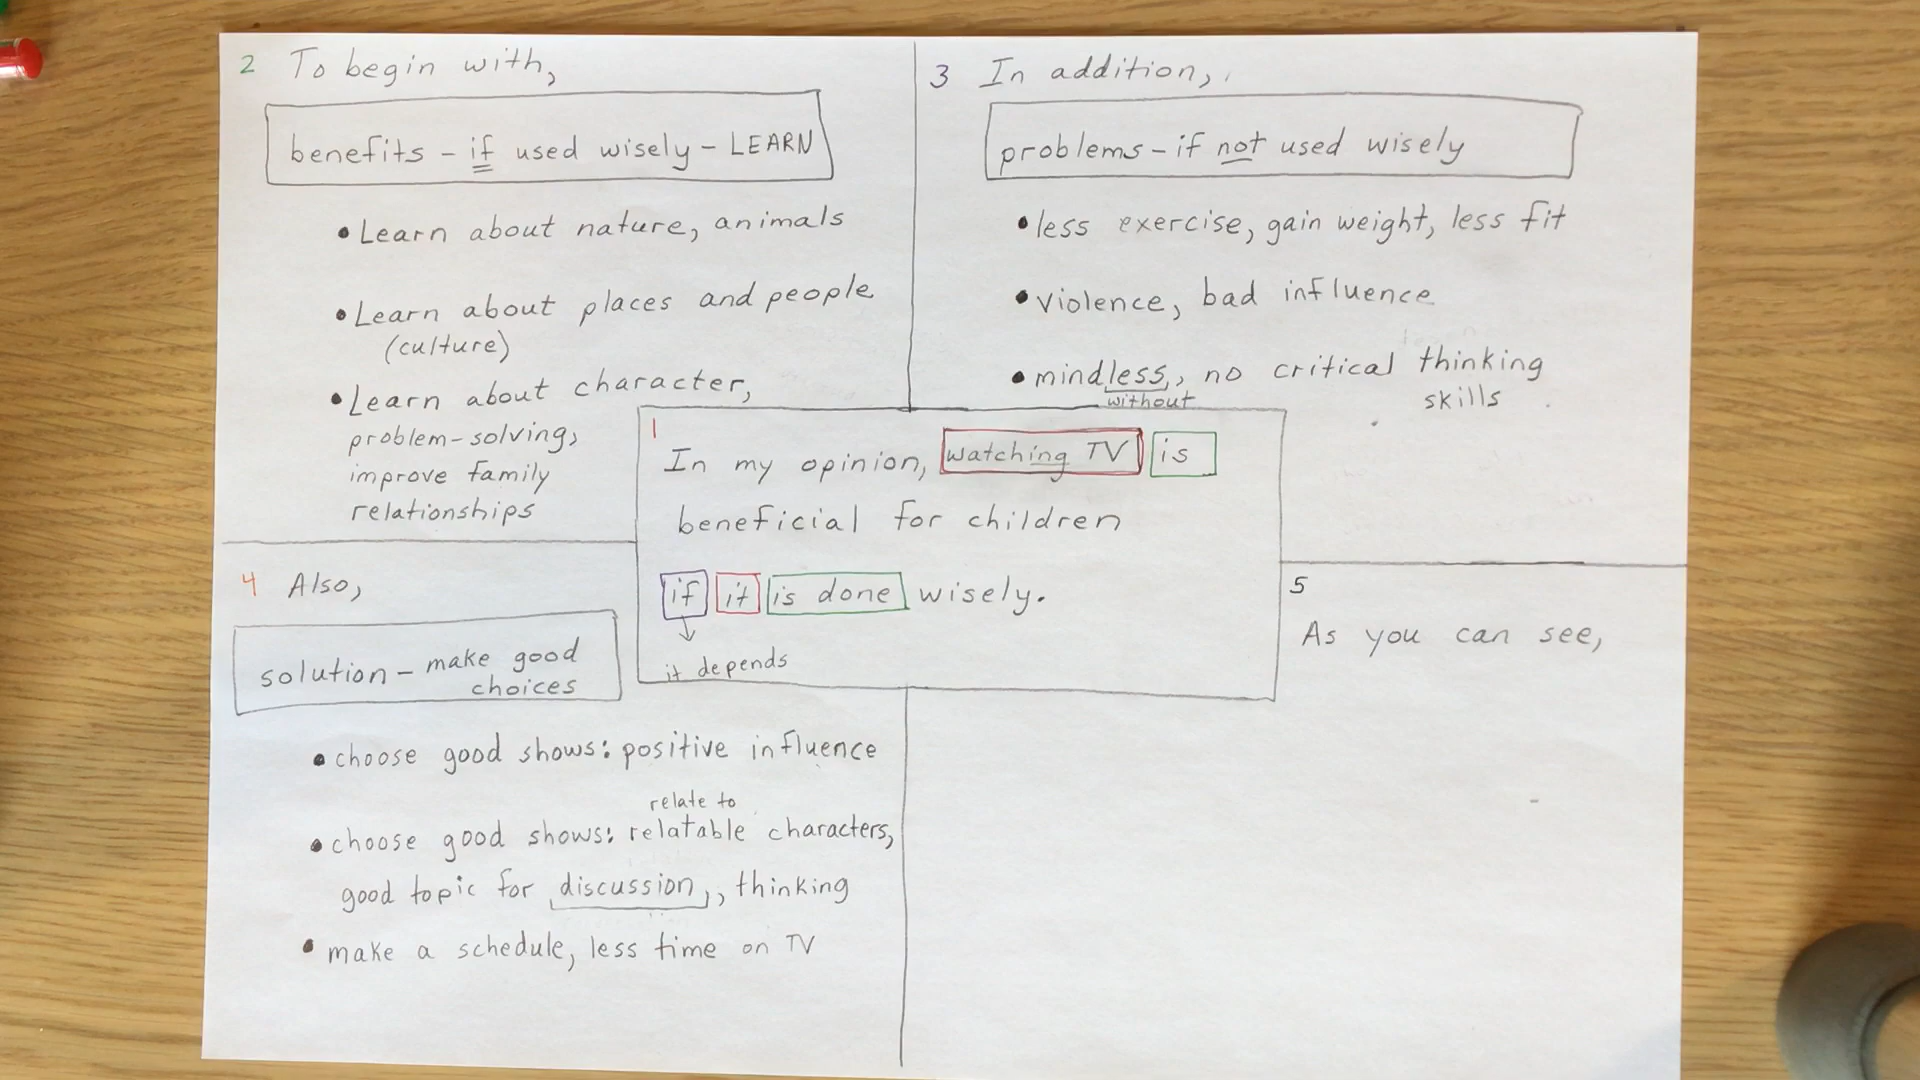 2 To begin with,
benefits - if used wisely - LEARN
• Learn about nature, animals
• Learn about places and people
(culture)
• Learn about character,
problem-solving,
improve family
relationships
3 In addition,
problems - if not used wisely
• less exercise, gain weight, less fit
• violence, bad influence
• mindless, no critical thinking
without
skills
1
In my opinion, watching TV is
beneficial for children
if it is done wisely.
it depends
4 Also,
solution - make good
choices
• choose good shows: positive influence
relate to
• choose good shows: relatable characters,
good topic for discussion, thinking
• make a schedule, less time on TV
5
As you can see,